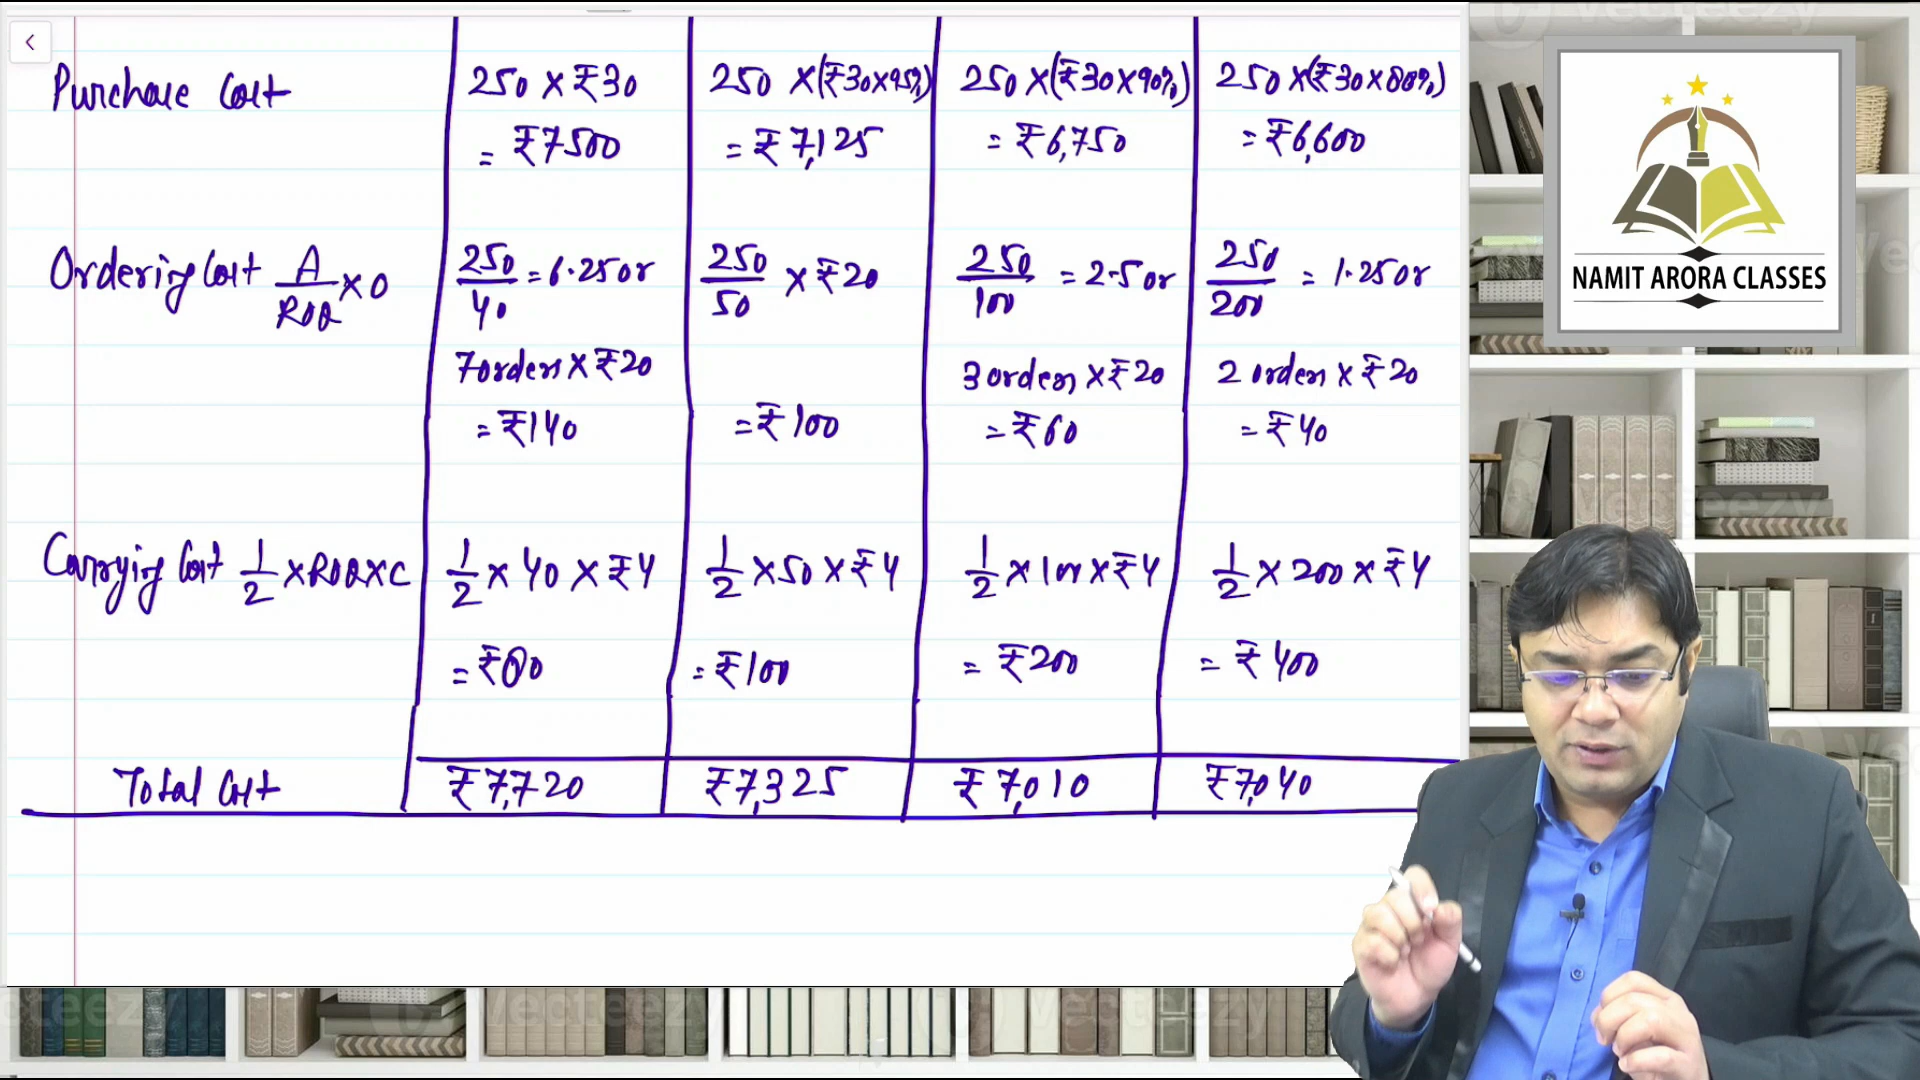 Purchase Cost 250 × ₹30 250 × (₹30×95%) 250 × (₹30×90%) 250 × (₹30×88%)
= ₹7500 = ₹7,125 = ₹6,750 = ₹6,600
Ordering Cost A/ROQ × O 250/40 = 6.25 or 250/50 × ₹20 250/100 = 2.5 or 250/200 = 1.25 or
7 orders × ₹20 3 orders × ₹20 2 orders × ₹20
= ₹140 = ₹100 = ₹60 = ₹40
Carrying Cost 1/2 × ROQ × C 1/2 × 40 × ₹4 1/2 × 50 × ₹4 1/2 × 100 × ₹4 1/2 × 200 × ₹4
= ₹80 = ₹100 = ₹200 = ₹400
Total Cost ₹7,720 ₹7,325 ₹7,010 ₹7,040
NAMIT ARORA CLASSES
vecteezy
vecteezy
vecteezy
vecteezy